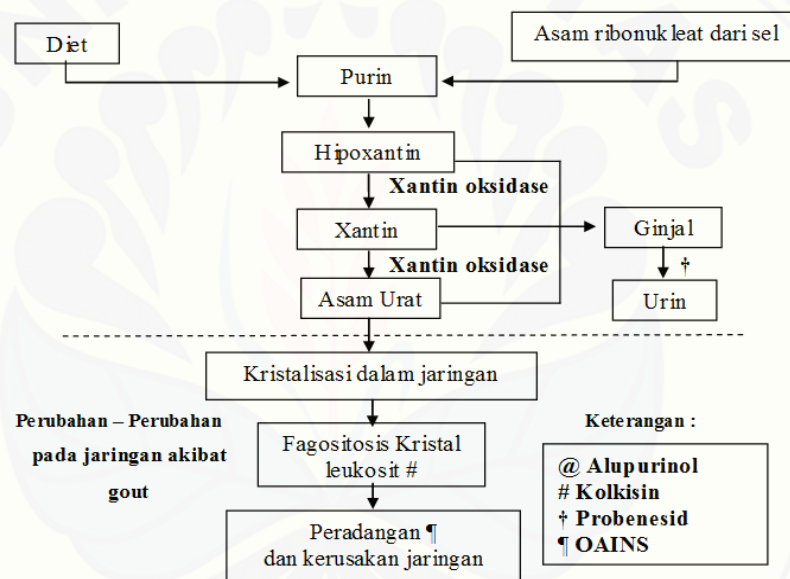 Diet
Asam ribonukleat dari sel
Purin
Hipoxantin
Xantin oksidase
Xantin
Ginjal
Xantin oksidase
†
Asam Urat
Urin
Kristalisasi dalam jaringan
Perubahan – Perubahan
pada jaringan akibat
gout
Fagositosis Kristal
leukosit #
Peradangan ¶
dan kerusakan jaringan
Keterangan :
@ Alupurinol
# Kolkisin
† Probenesid
¶ OAINS